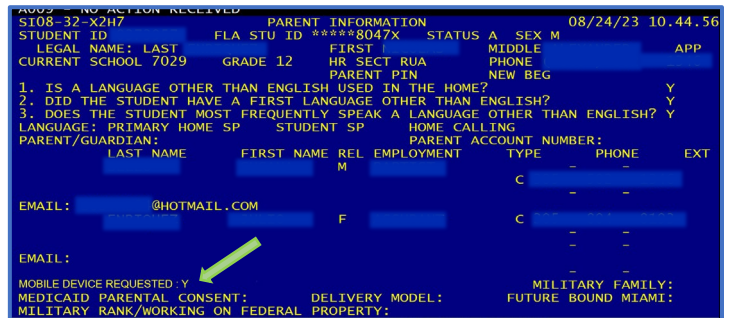 A009 - NO ACTION RECEIVED
SI08-32-X2H7 PARENT INFORMATION 08/24/23 10.44.56
STUDENT ID FLA STU ID *****8047X STATUS A SEX M
LEGAL NAME: LAST FIRST MIDDLE APP
CURRENT SCHOOL 7029 GRADE 12 HR SECT RUA PHONE
PARENT PIN NEW BEG
1. IS A LANGUAGE OTHER THAN ENGLISH USED IN THE HOME? Y
2. DID THE STUDENT HAVE A FIRST LANGUAGE OTHER THAN ENGLISH? Y
3. DOES THE STUDENT MOST FREQUENTLY SPEAK A LANGUAGE OTHER THAN ENGLISH? Y
LANGUAGE: PRIMARY HOME SP STUDENT SP HOME CALLING
PARENT/GUARDIAN: PARENT ACCOUNT NUMBER:
LAST NAME FIRST NAME REL EMPLOYMENT TYPE PHONE EXT
M _ _
C
_ _
EMAIL: @HOTMAIL.COM
F C
_ _
_ _
EMAIL:
_ _
MOBILE DEVICE REQUESTED : Y MILITARY FAMILY:
MEDICAID PARENTAL CONSENT: DELIVERY MODEL: FUTURE BOUND MIAMI:
MILITARY RANK/WORKING ON FEDERAL PROPERTY: